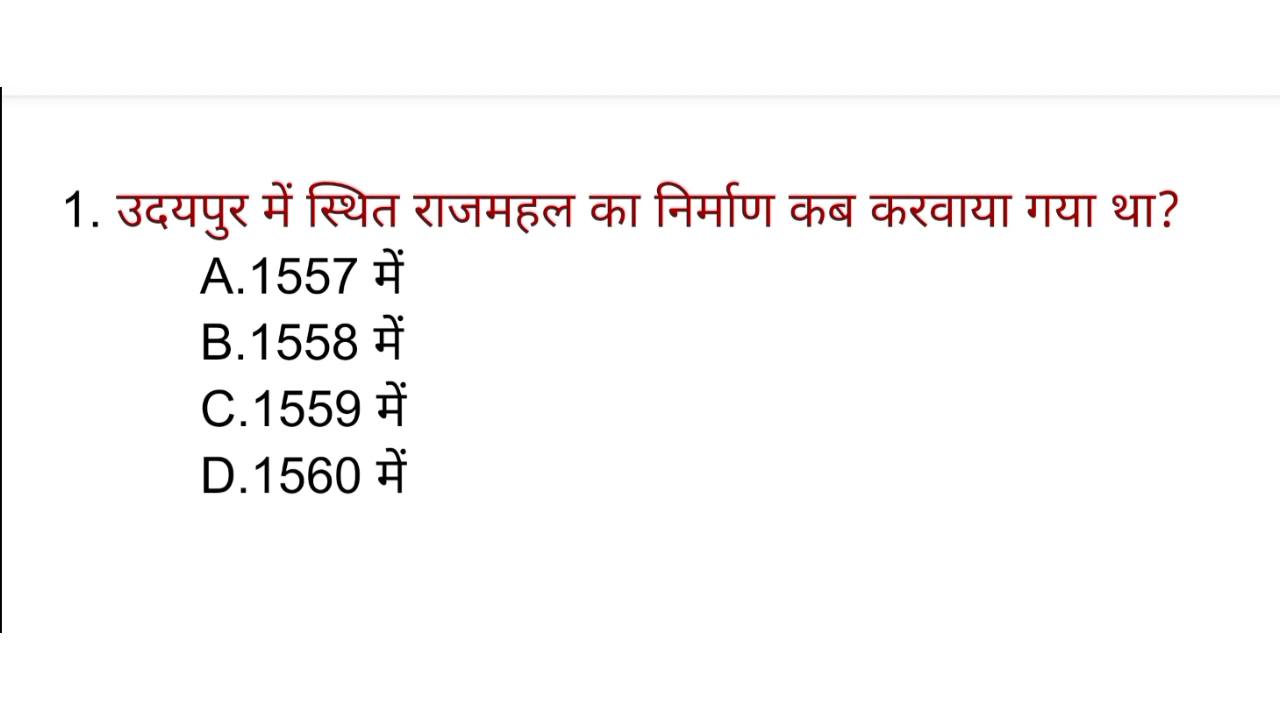 1. उदयपुर में स्थित राजमहल का निर्माण कब करवाया गया था?
A.1557 में
B.1558 में
C.1559 में
D.1560 में